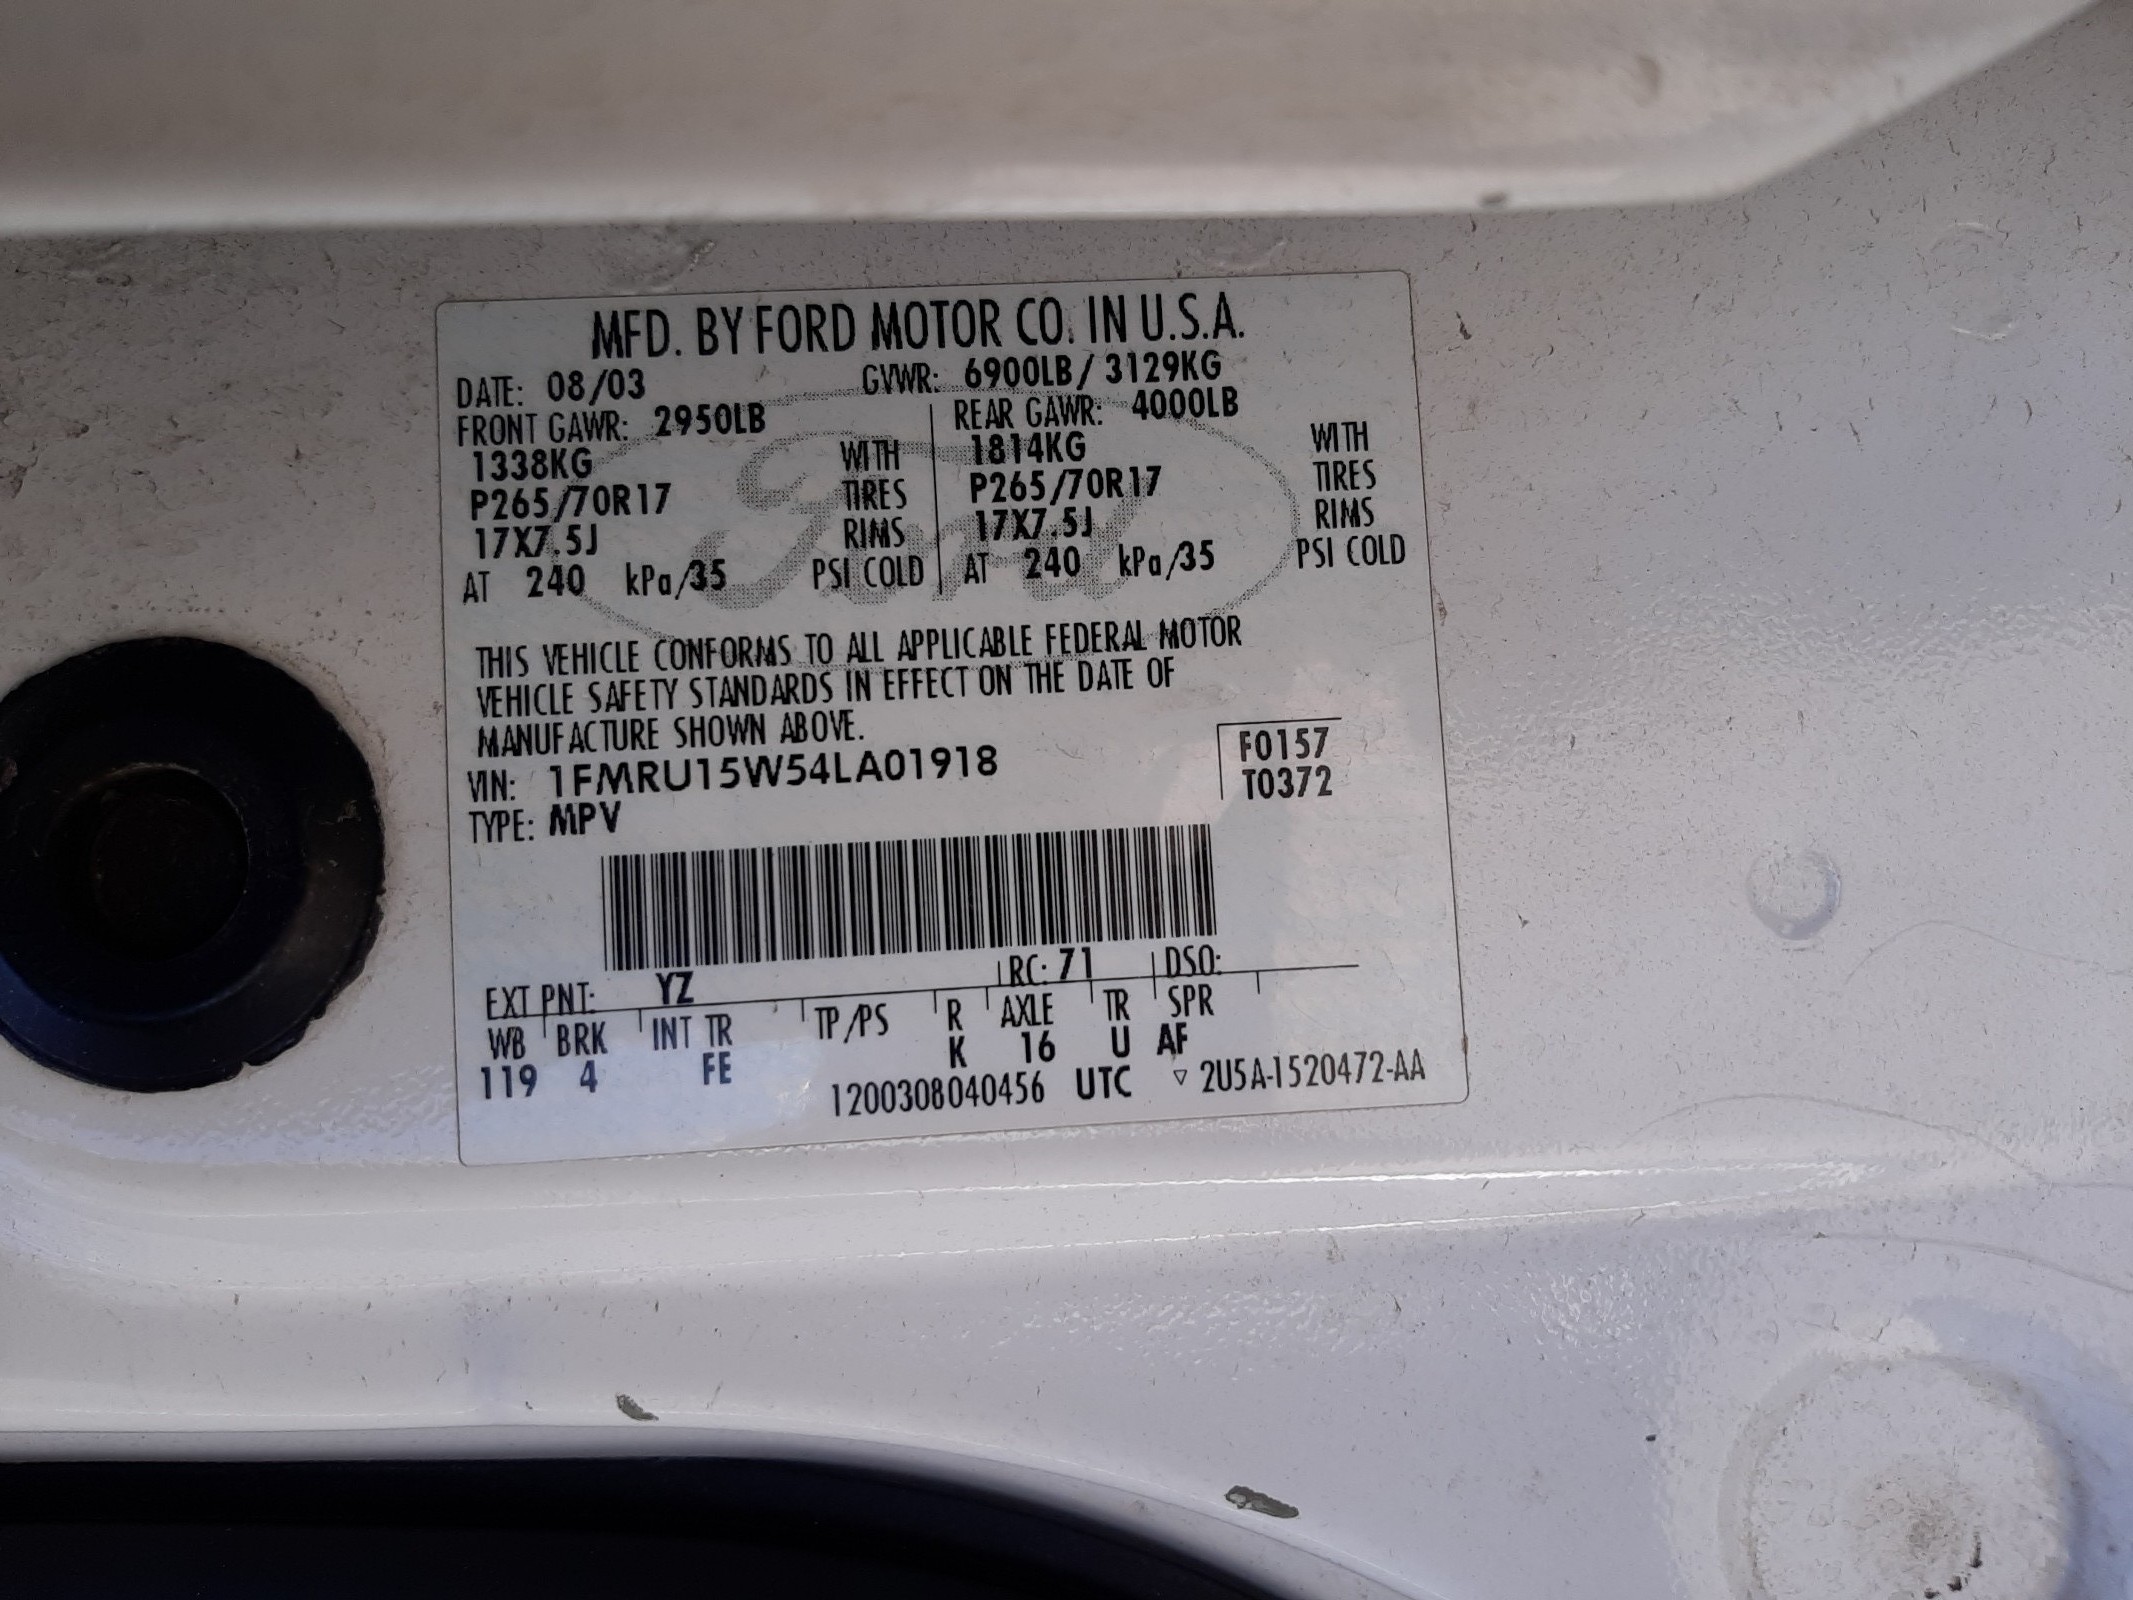 MFD. BY FORD MOTOR CO. IN U.S.A.
DATE: 08/03 GVWR: 6900LB / 3129KG
FRONT GAWR: 2950LB REAR GAWR: 4000LB
1338KG WITH 1814KG WITH
P265/70R17 TIRES P265/70R17 TIRES
17X7.5J RIMS 17X7.5J RIMS
AT 240 kPa/35 PSI COLD AT 240 kPa/35 PSI COLD
Ford
THIS VEHICLE CONFORMS TO ALL APPLICABLE FEDERAL MOTOR
VEHICLE SAFETY STANDARDS IN EFFECT ON THE DATE OF
MANUFACTURE SHOWN ABOVE.
VIN: 1FMRU15W54LA01918 F0157
TYPE: MPV T0372
EXT PNT: YZ RC: 71 DSO:
WB BRK INT TR TP/PS R AXLE TR SPR
119 4 FE K 16 U AF
1200308040456 UTC ▽ 2U5A-1520472-AA